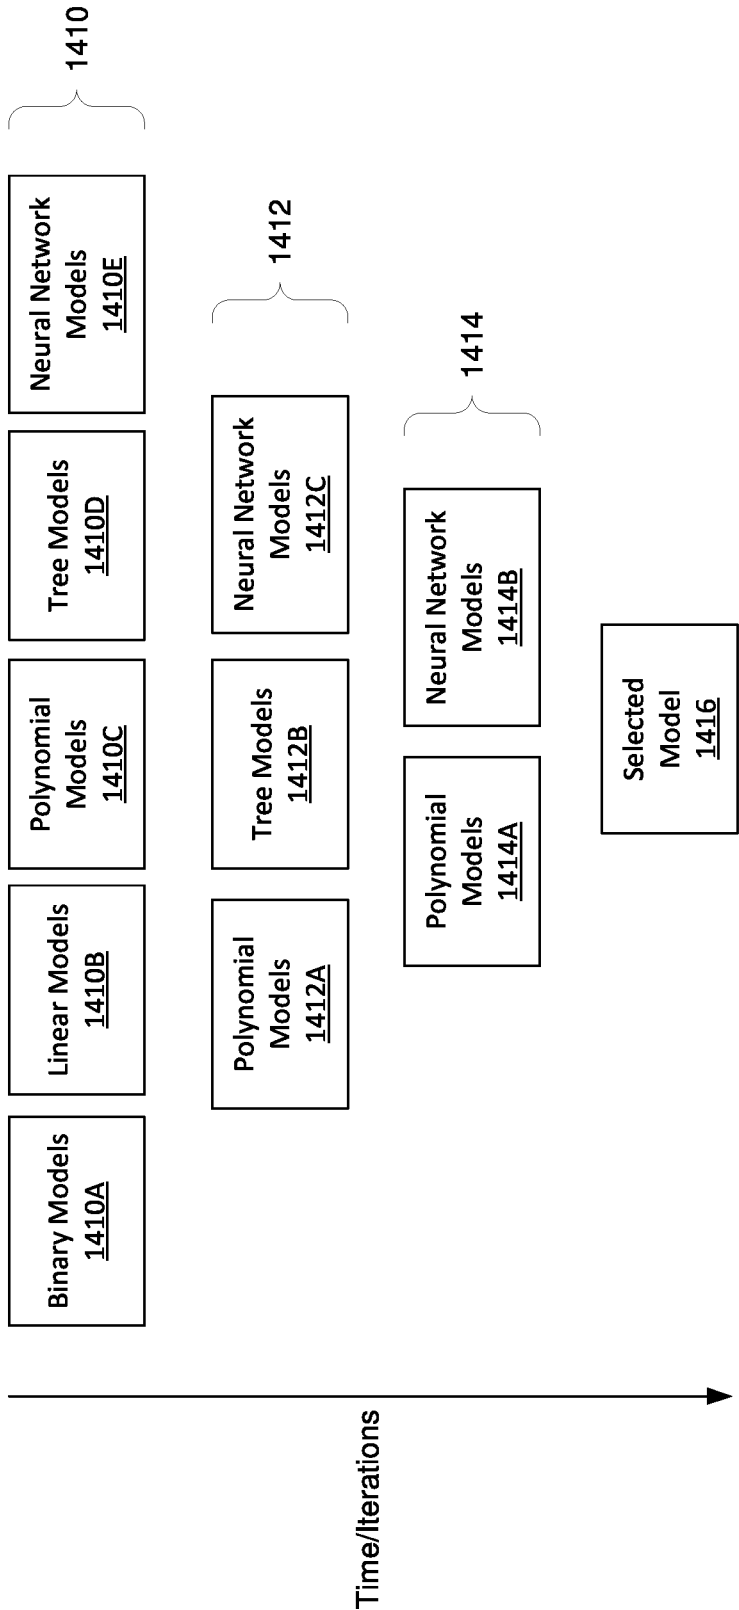 Time/Iterations
Binary Models
1410A
Linear Models
1410B
Polynomial
Models
1410C
Tree Models
1410D
Neural Network
Models
1410E
1410
Polynomial
Models
1412A
Tree Models
1412B
Neural Network
Models
1412C
1412
Polynomial
Models
1414A
Neural Network
Models
1414B
1414
Selected
Model
1416